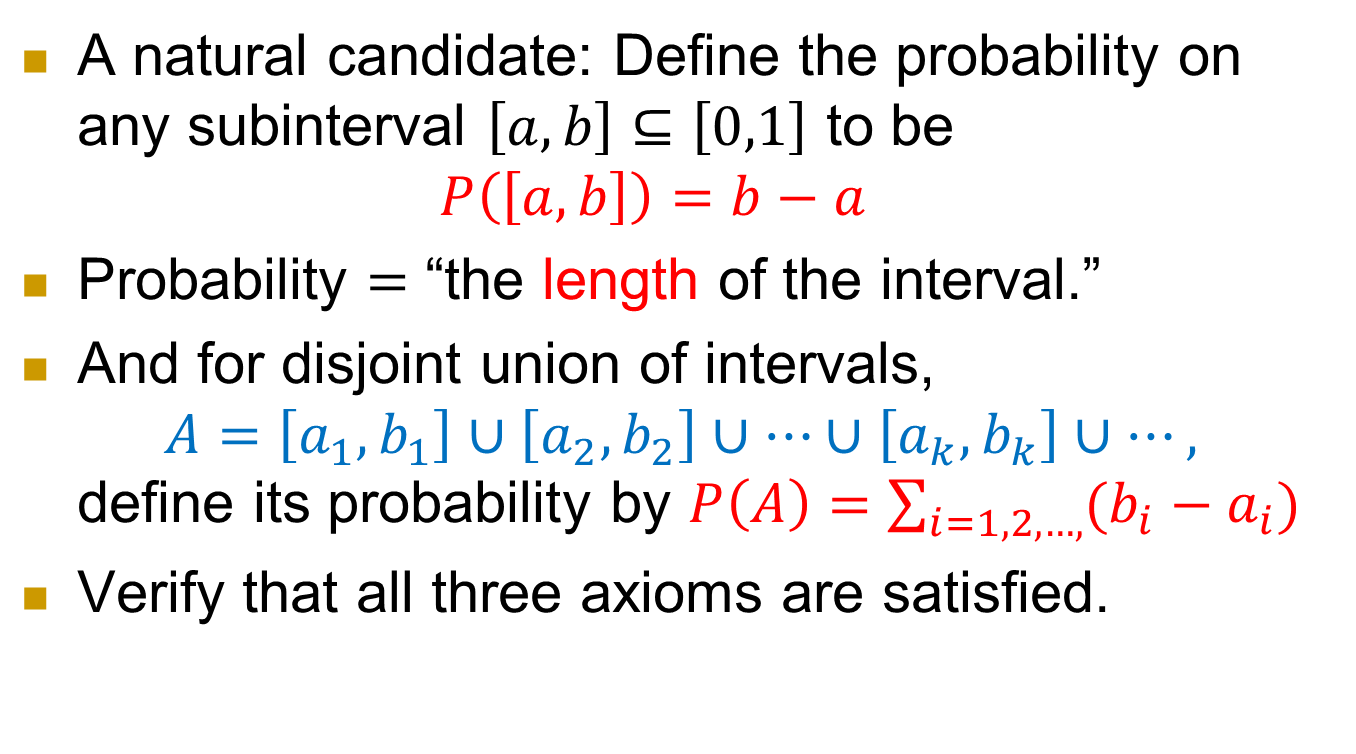 ■ A natural candidate: Define the probability on
any subinterval [a, b] ⊆ [0,1] to be
P([a, b]) = b − a
■ Probability = “the length of the interval.”
■ And for disjoint union of intervals,
A = [a₁, b₁] ∪ [a₂, b₂] ∪ ⋯ ∪ [aₖ, bₖ] ∪ ⋯ ,
define its probability by P(A) = ∑ᵢ₌₁,₂,…,(bᵢ − aᵢ)
■ Verify that all three axioms are satisfied.